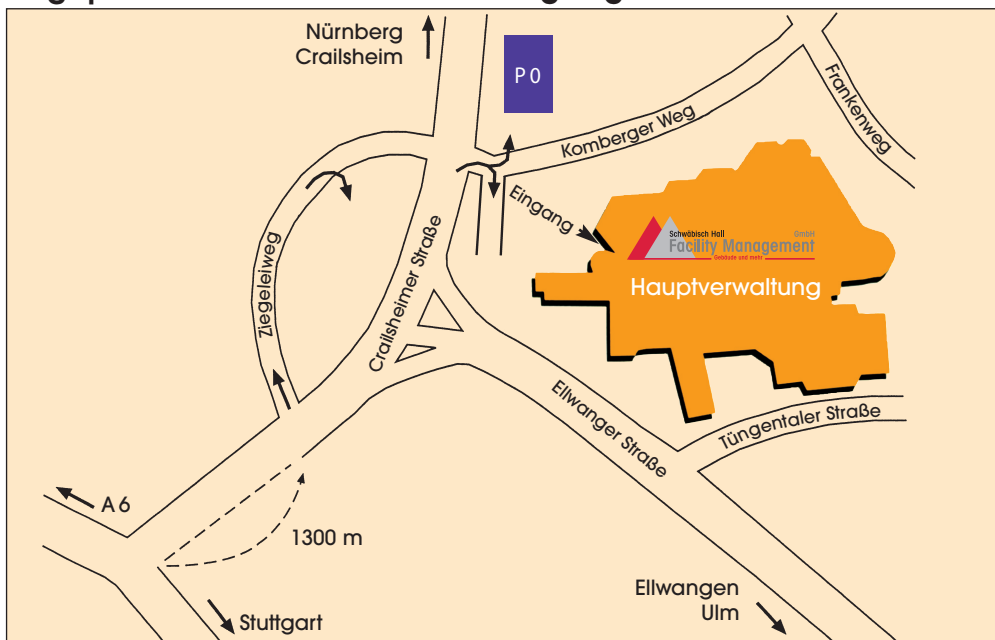 Nürnberg
Crailsheim
P 0
Komberger Weg
Frankenweg
Eingang
Schwäbisch Hall GmbH
Facility Management
Gebäude und mehr
Hauptverwaltung
Ziegeleiweg
Crailsheimer Straße
Ellwanger Straße
Tüngentaler Straße
A 6
1300 m
Stuttgart
Ellwangen
Ulm